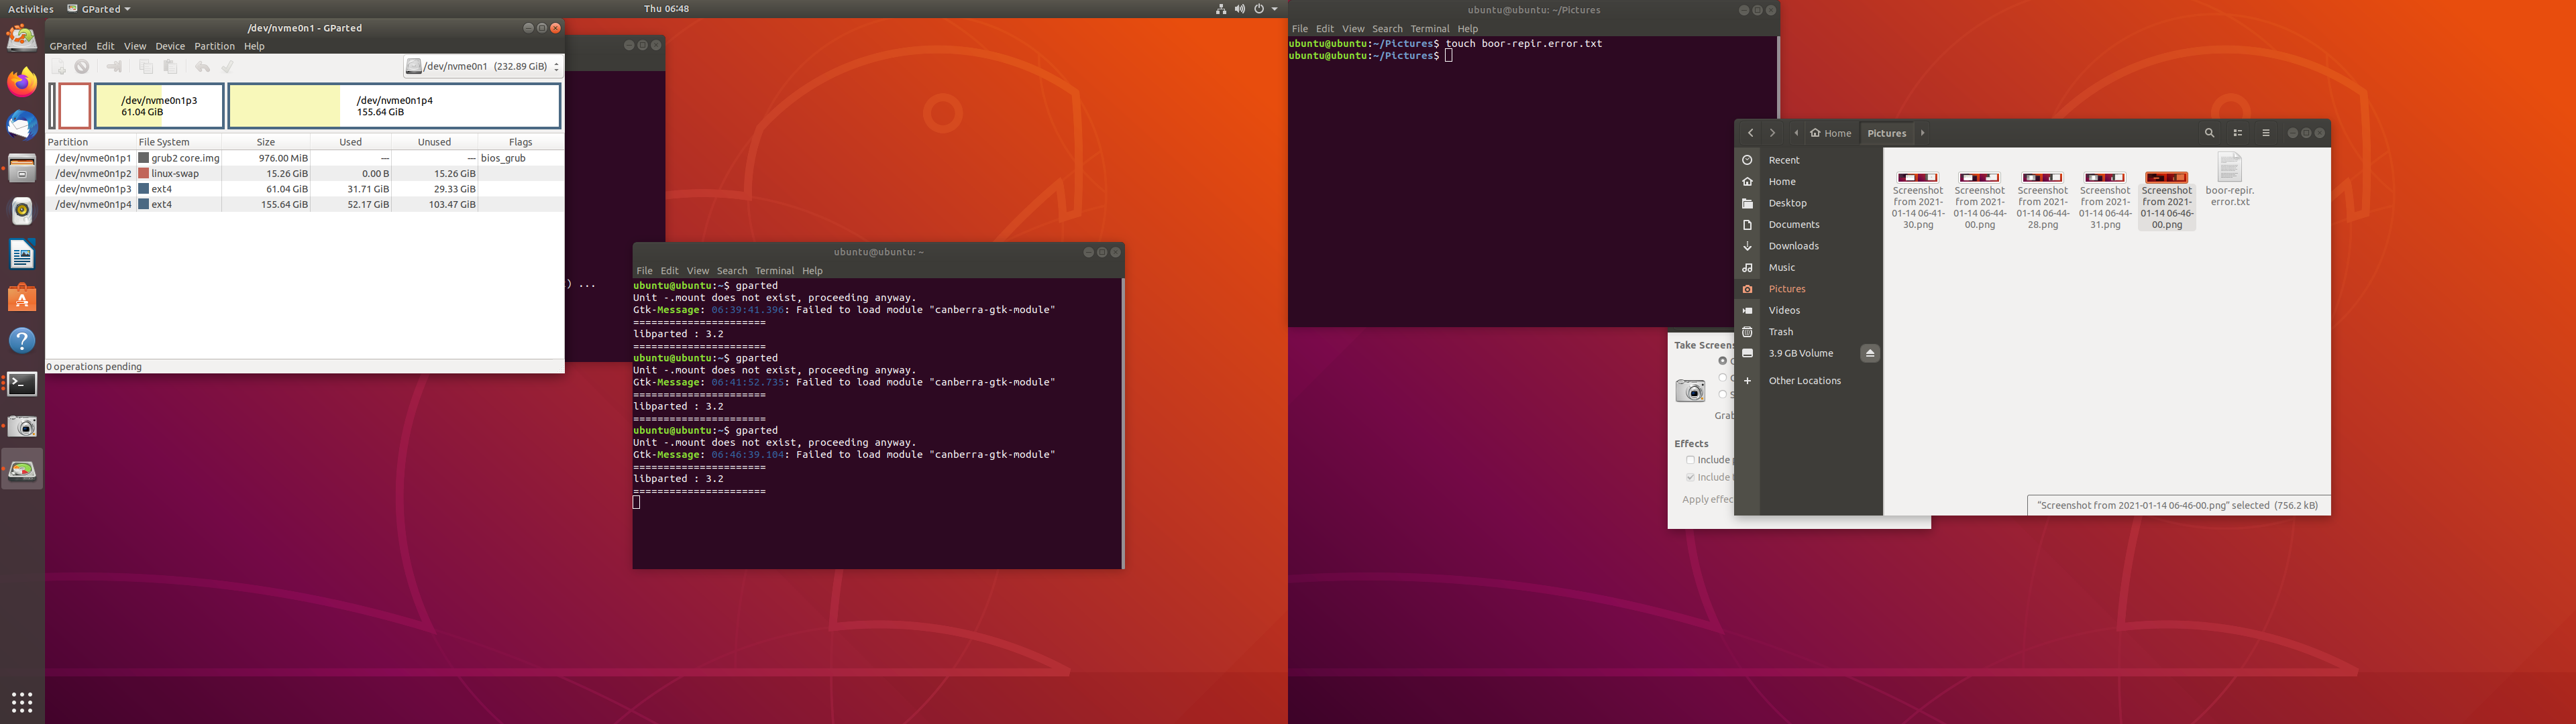 Activities GParted Thu 06:48
/dev/nvme0n1 - GParted
GParted Edit View Device Partition Help
/dev/nvme0n1 (232.89 GiB)
/dev/nvme0n1p3
61.04 GiB
/dev/nvme0n1p4
155.64 GiB
Partition File System Size Used Unused Flags
/dev/nvme0n1p1 grub2 core.img 976.00 MiB --- --- bios_grub
/dev/nvme0n1p2 linux-swap 15.26 GiB 0.00 B 15.26 GiB
/dev/nvme0n1p3 ext4 61.04 GiB 31.71 GiB 29.33 GiB
/dev/nvme0n1p4 ext4 155.64 GiB 52.17 GiB 103.47 GiB
0 operations pending
) ...
ubuntu@ubuntu: ~
File Edit View Search Terminal Help
ubuntu@ubuntu:~$ gparted
Unit -.mount does not exist, proceeding anyway.
Gtk-Message: 06:39:41.396: Failed to load module "canberra-gtk-module"
======================
libparted : 3.2
======================
ubuntu@ubuntu:~$ gparted
Unit -.mount does not exist, proceeding anyway.
Gtk-Message: 06:41:52.735: Failed to load module "canberra-gtk-module"
======================
libparted : 3.2
======================
ubuntu@ubuntu:~$ gparted
Unit -.mount does not exist, proceeding anyway.
Gtk-Message: 06:46:39.104: Failed to load module "canberra-gtk-module"
======================
libparted : 3.2
======================
ubuntu@ubuntu: ~/Pictures
File Edit View Search Terminal Help
ubuntu@ubuntu:~/Pictures$ touch boor-repir.error.txt
ubuntu@ubuntu:~/Pictures$
Home Pictures
Recent
Home
Desktop
Documents
Downloads
Music
Pictures
Videos
Trash
3.9 GB Volume
Other Locations
Screenshot from 2021-01-14 06-41-30.png
Screenshot from 2021-01-14 06-44-00.png
Screenshot from 2021-01-14 06-44-28.png
Screenshot from 2021-01-14 06-44-31.png
Screenshot from 2021-01-14 06-46-00.png
boor-repir.error.txt
"Screenshot from 2021-01-14 06-46-00.png" selected (756.2 kB)
Take Screens
Grab
Effects
Include
Include
Apply effec